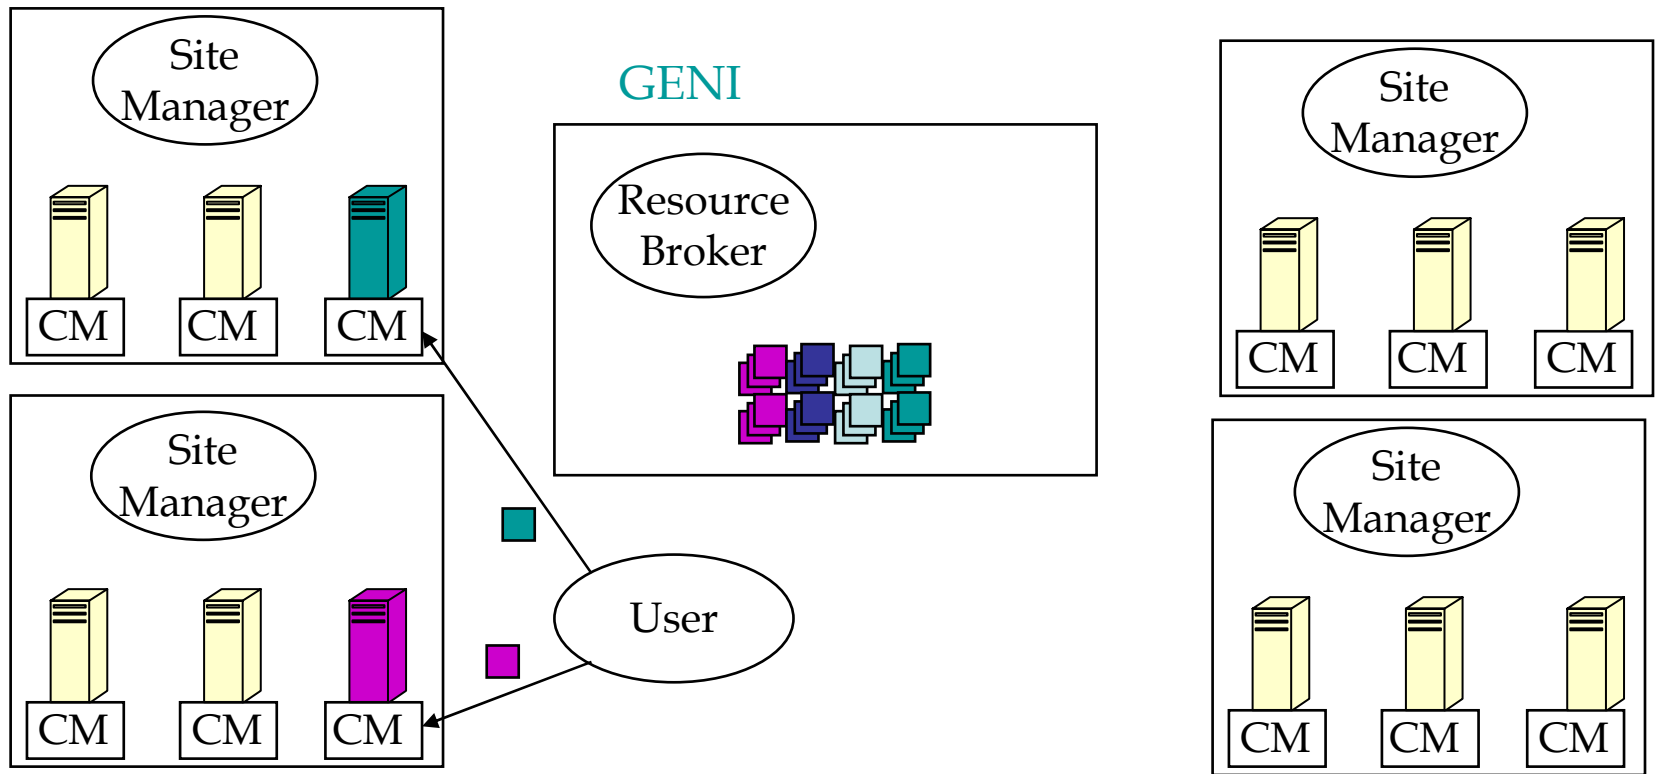 Site
Manager
CM CM CM
Site
Manager
CM CM CM
GENI
Resource
Broker
User
Site
Manager
CM CM CM
Site
Manager
CM CM CM